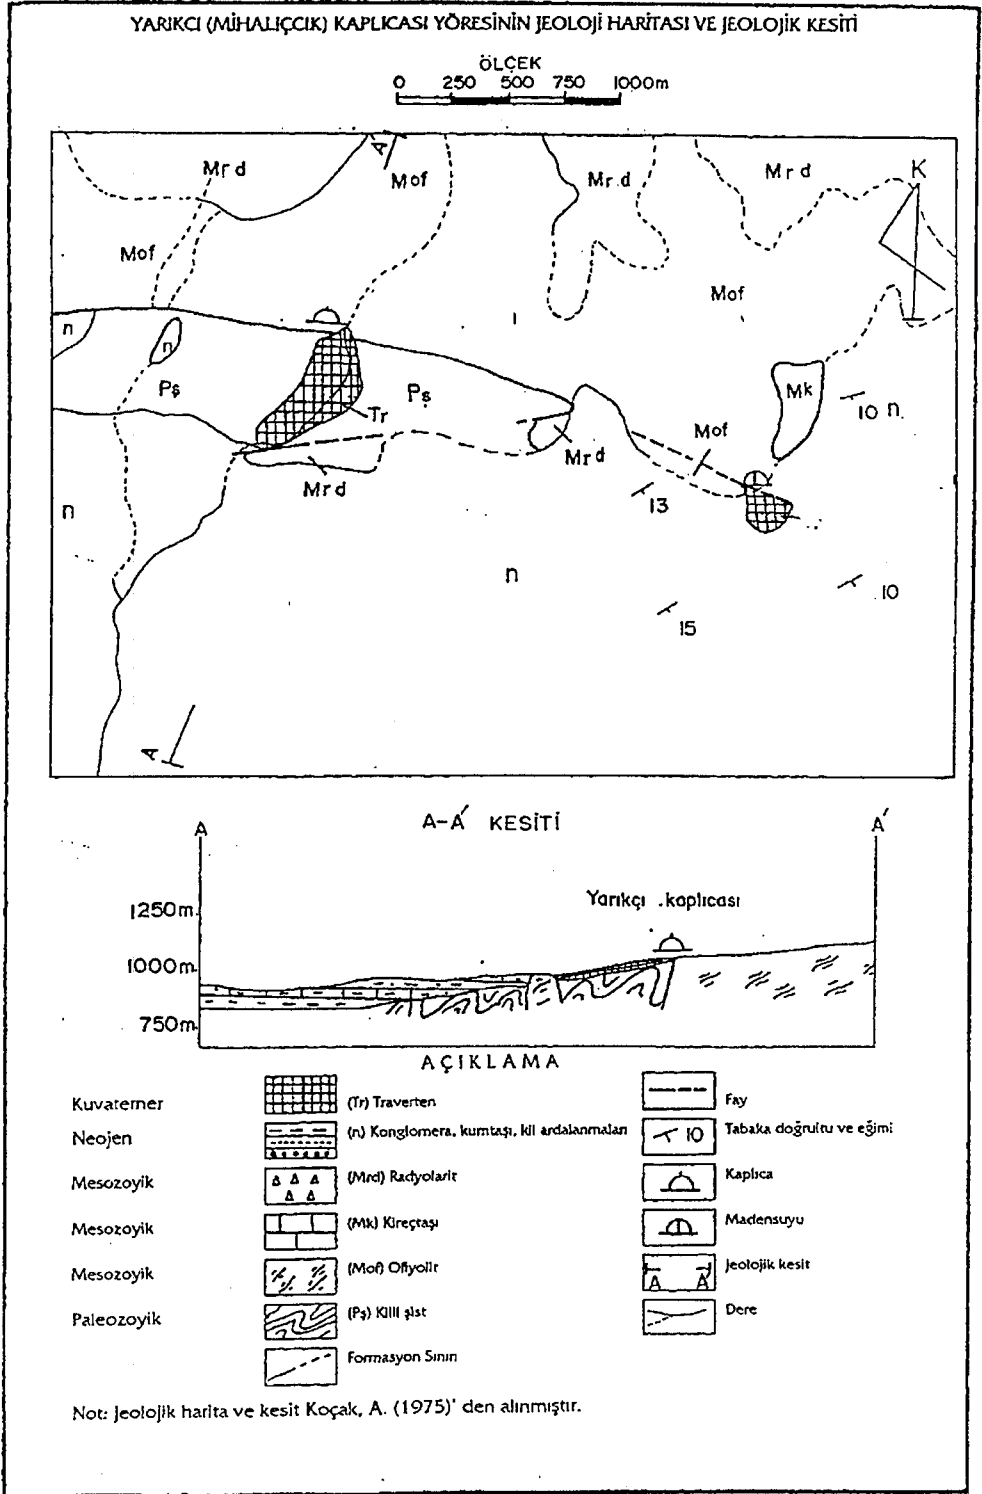 YARIKCI (MİHALIÇÇIK) KAPLICASI YÖRESİNİN JEOLOJİ HARİTASI VE JEOLOJİK KESİTİ
ÖLÇEK
0 250 500 750 1000m
A
Mrd
Mof
Mr.d
Mrd
K
Mof
Mof
n
n
Pş
Pş
Tr
Mk
10 n.
Mof
Mrd
Mrd
13
n
n
10
15
A
A-A′ KESİTİ
A
A′
Yarıkçı .kaplıcası
1250m.
1000m
750m
AÇIKLAMA
Kuvaterner
(Tr) Traverten
Fay
Neojen
(n) Konglomera, kumtaşı, kil ardalanmaları
10
Tabaka doğrultu ve eğimi
Mesozoyik
(Mrd) Radyolarit
Kaplıca
Mesozoyik
(Mk) Kireçtaşı
Madensuyu
Mesozoyik
(Mof) Ofiyolit
A A′
Jeolojik kesit
Paleozoyik
(Pş) Killi şist
Dere
Formasyon Sınırı
Not: Jeolojik harita ve kesit Koçak, A. (1975)' den alınmıştır.